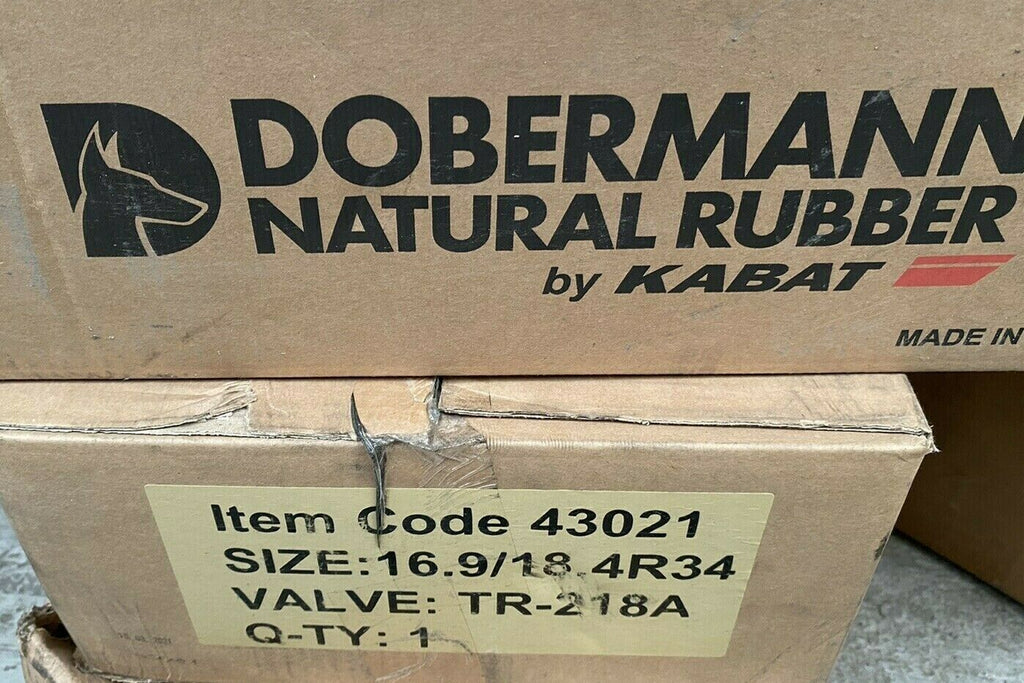 DOBERMANN
NATURAL RUBBER
by KABAT
MADE IN
Item Code 43021
SIZE:16.9/18.4R34
VALVE: TR-218A
Q-TY: 1